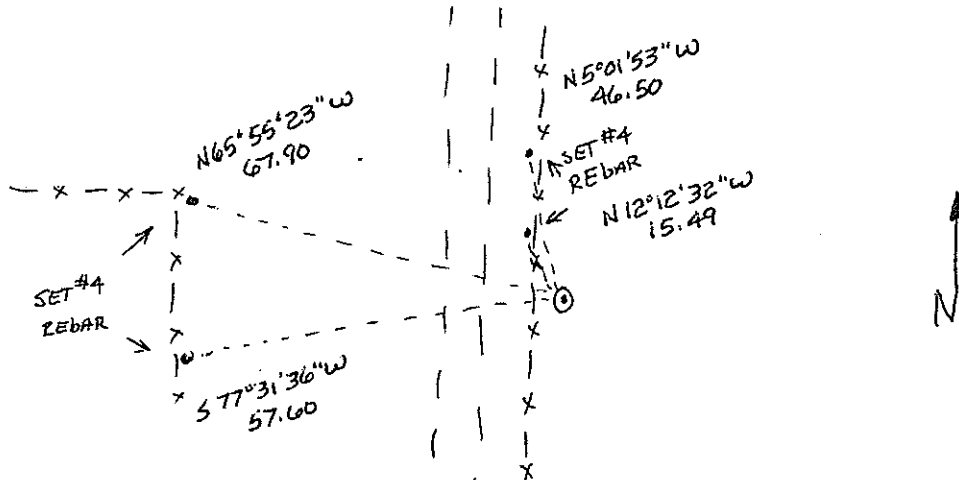 N5°01'53"W
46.50
N65°55'23"W
67.90
SET #4
REbAR
N12°12'32"W
15.49
SET #4
REbAR
S77°31'36"W
57.60
N